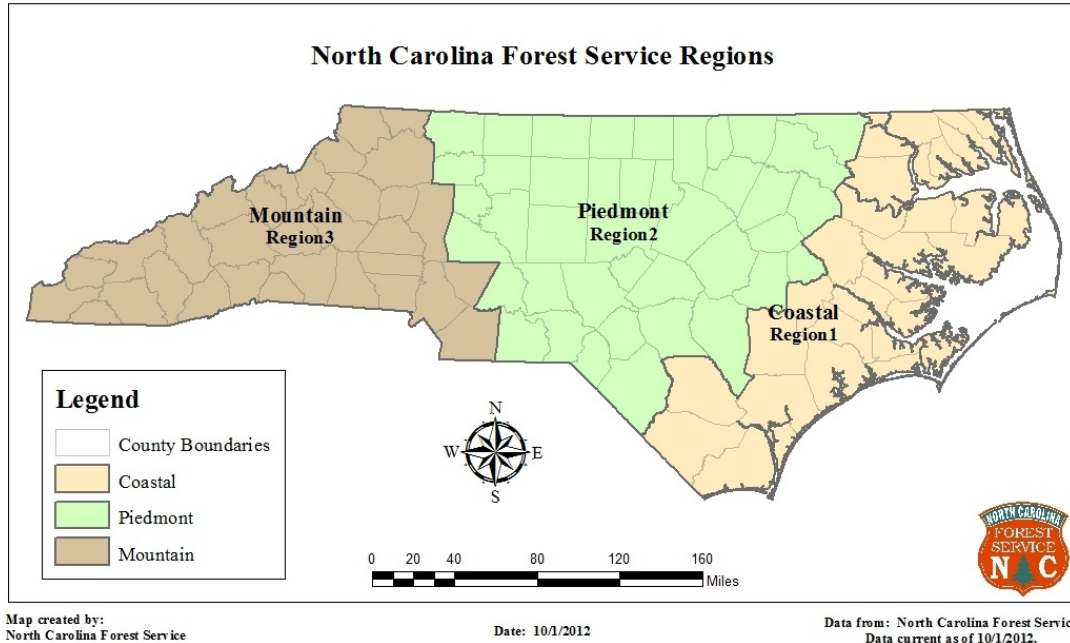 North Carolina Forest Service Regions
Mountain
Region3
Piedmont
Region2
Coastal
Region1
Legend
County Boundaries
Coastal
Piedmont
Mountain
N
W
E
S
0 20 40 80 120 160
Miles
NORTH CAROLINA
FOREST
SERVICE
N C
Map created by:
North Carolina Forest Service
Date: 10/1/2012
Data from: North Carolina Forest Servic
Data current as of 10/1/2012.